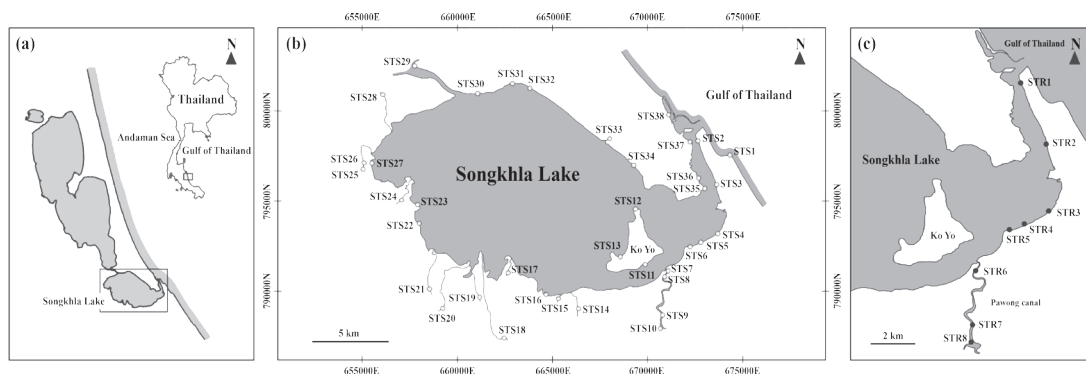 (a)
N
Thailand
Andaman Sea
Gulf of Thailand
Songkhla Lake
655000E 660000E 665000E 670000E 675000E
(b)
N
STS29
STS30
STS31
STS32
STS28
Gulf of Thailand
STS38
STS33
STS37
STS2
STS1
STS26
STS27
STS25
STS34
Songkhla Lake
STS36
STS35
STS3
STS24
STS23
STS12
STS22
STS4
STS13
Ko Yo
STS5
STS6
STS11
STS17
STS7
STS8
STS21
STS19
STS16
STS15
STS14
STS20
STS9
STS18
STS10
5 km
800000N
795000N
790000N
655000E 660000E 665000E 670000E 675000E
(c)
N
Gulf of Thailand
STR1
STR2
Songkhla Lake
STR3
STR4
STR5
Ko Yo
STR6
Pawong canal
STR7
STR8
2 km
800000N
795000N
790000N